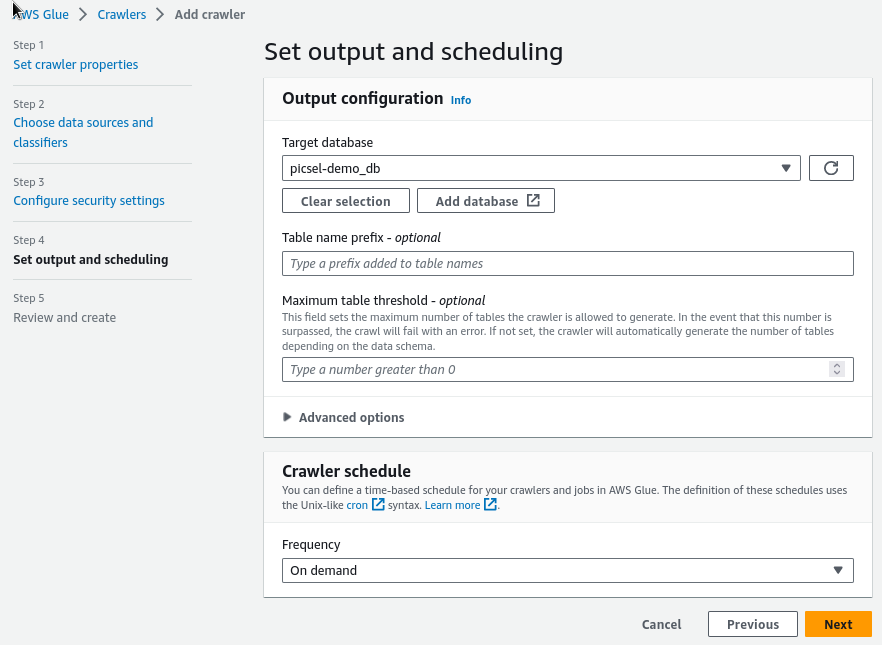 AWS Glue > Crawlers > Add crawler
Step 1
Set crawler properties
Step 2
Choose data sources and
classifiers
Step 3
Configure security settings
Step 4
Set output and scheduling
Step 5
Review and create
Set output and scheduling
Output configuration Info
Target database
picsel-demo_db
Clear selection
Add database
Table name prefix - optional
Type a prefix added to table names
Maximum table threshold - optional
This field sets the maximum number of tables the crawler is allowed to generate. In the event that this number is
surpassed, the crawl will fail with an error. If not set, the crawler will automatically generate the number of tables
depending on the data schema.
Type a number greater than 0
Advanced options
Crawler schedule
You can define a time-based schedule for your crawlers and jobs in AWS Glue. The definition of these schedules uses
the Unix-like cron syntax. Learn more.
Frequency
On demand
Cancel
Previous
Next